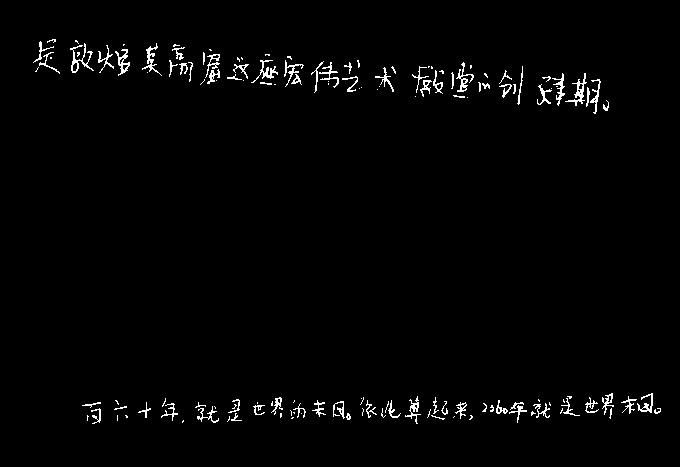 是敦煌莫高窟这座宏伟艺术殿堂的创建期。
百六十年,就是世界的末日。依此算起来,2060年就是世界末日。